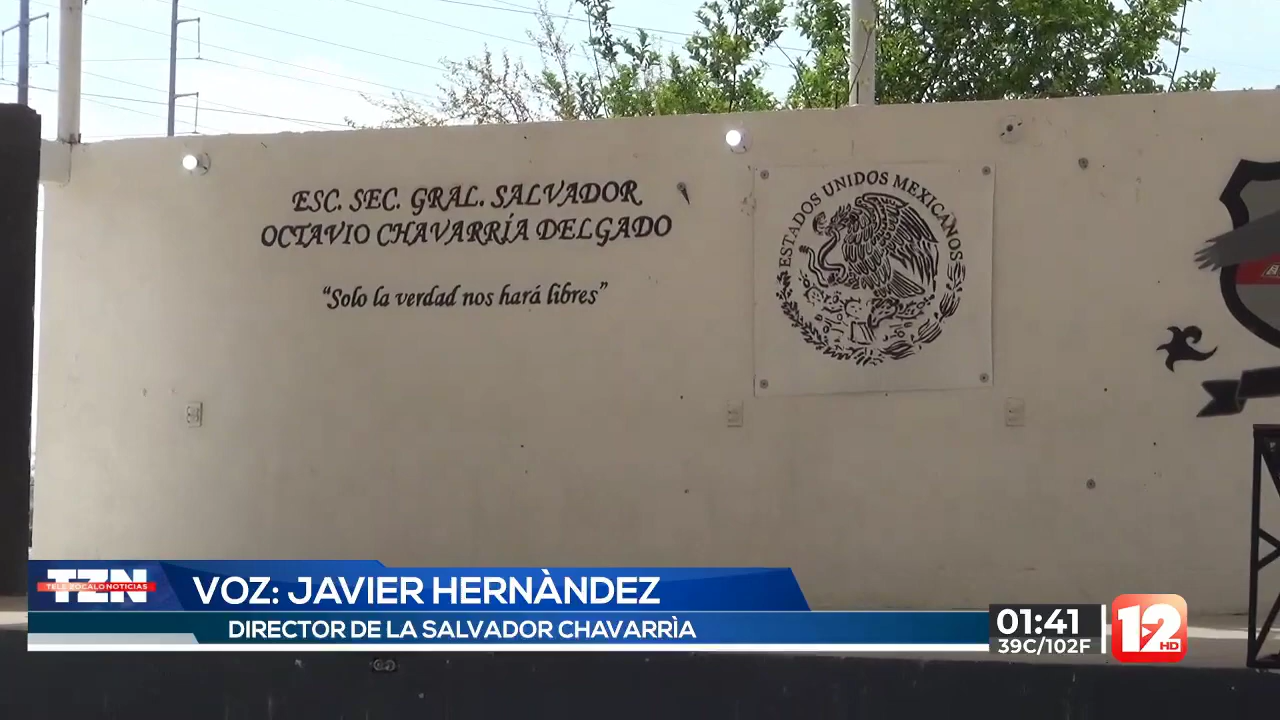 ESC. SEC. GRAL. SALVADOR
OCTAVIO CHAVARRÍA DELGADO
"Solo la verdad nos hará libres"
ESTADOS UNIDOS MEXICANOS
TZN
TELE ZOCALO NOTICIAS
VOZ: JAVIER HERNÀNDEZ
DIRECTOR DE LA SALVADOR CHAVARRÌA
01:41
39C/102F
12
HD